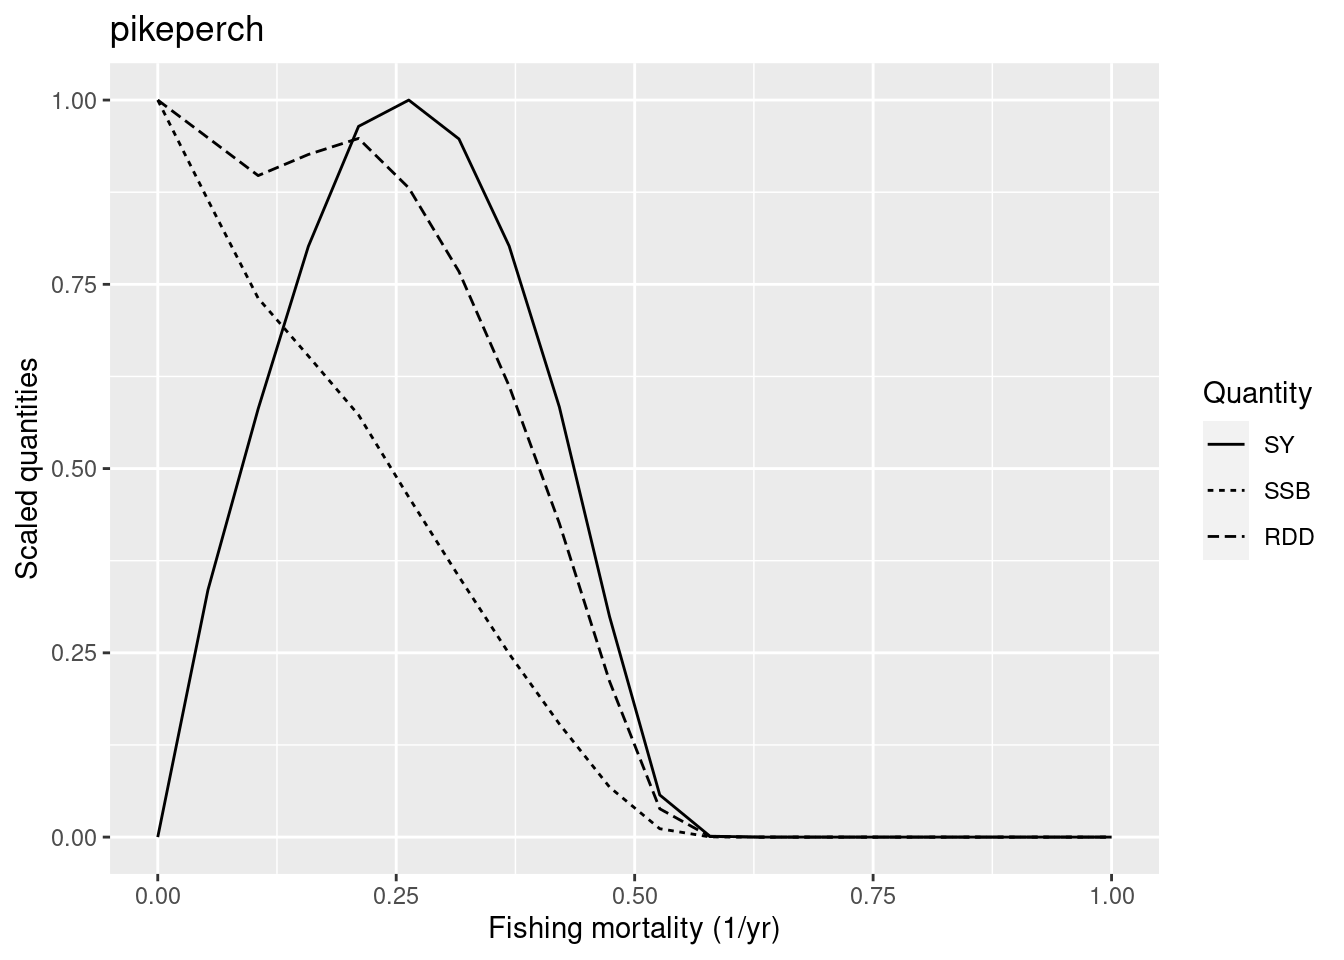 pikeperch
1.00
0.75
0.50
0.25
0.00
Scaled quantities
0.00 0.25 0.50 0.75 1.00
Fishing mortality (1/yr)
Quantity
SY
SSB
RDD